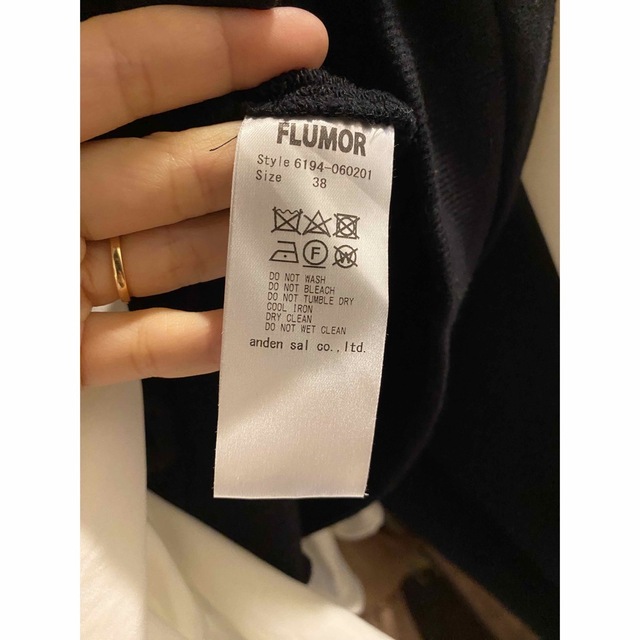 FLUMOR
Style 6194-060201
Size 38
F W
DO NOT WASH
DO NOT BLEACH
DO NOT TUMBLE DRY
COOL IRON
DRY CLEAN
DO NOT WET CLEAN
anden sal co.,ltd.